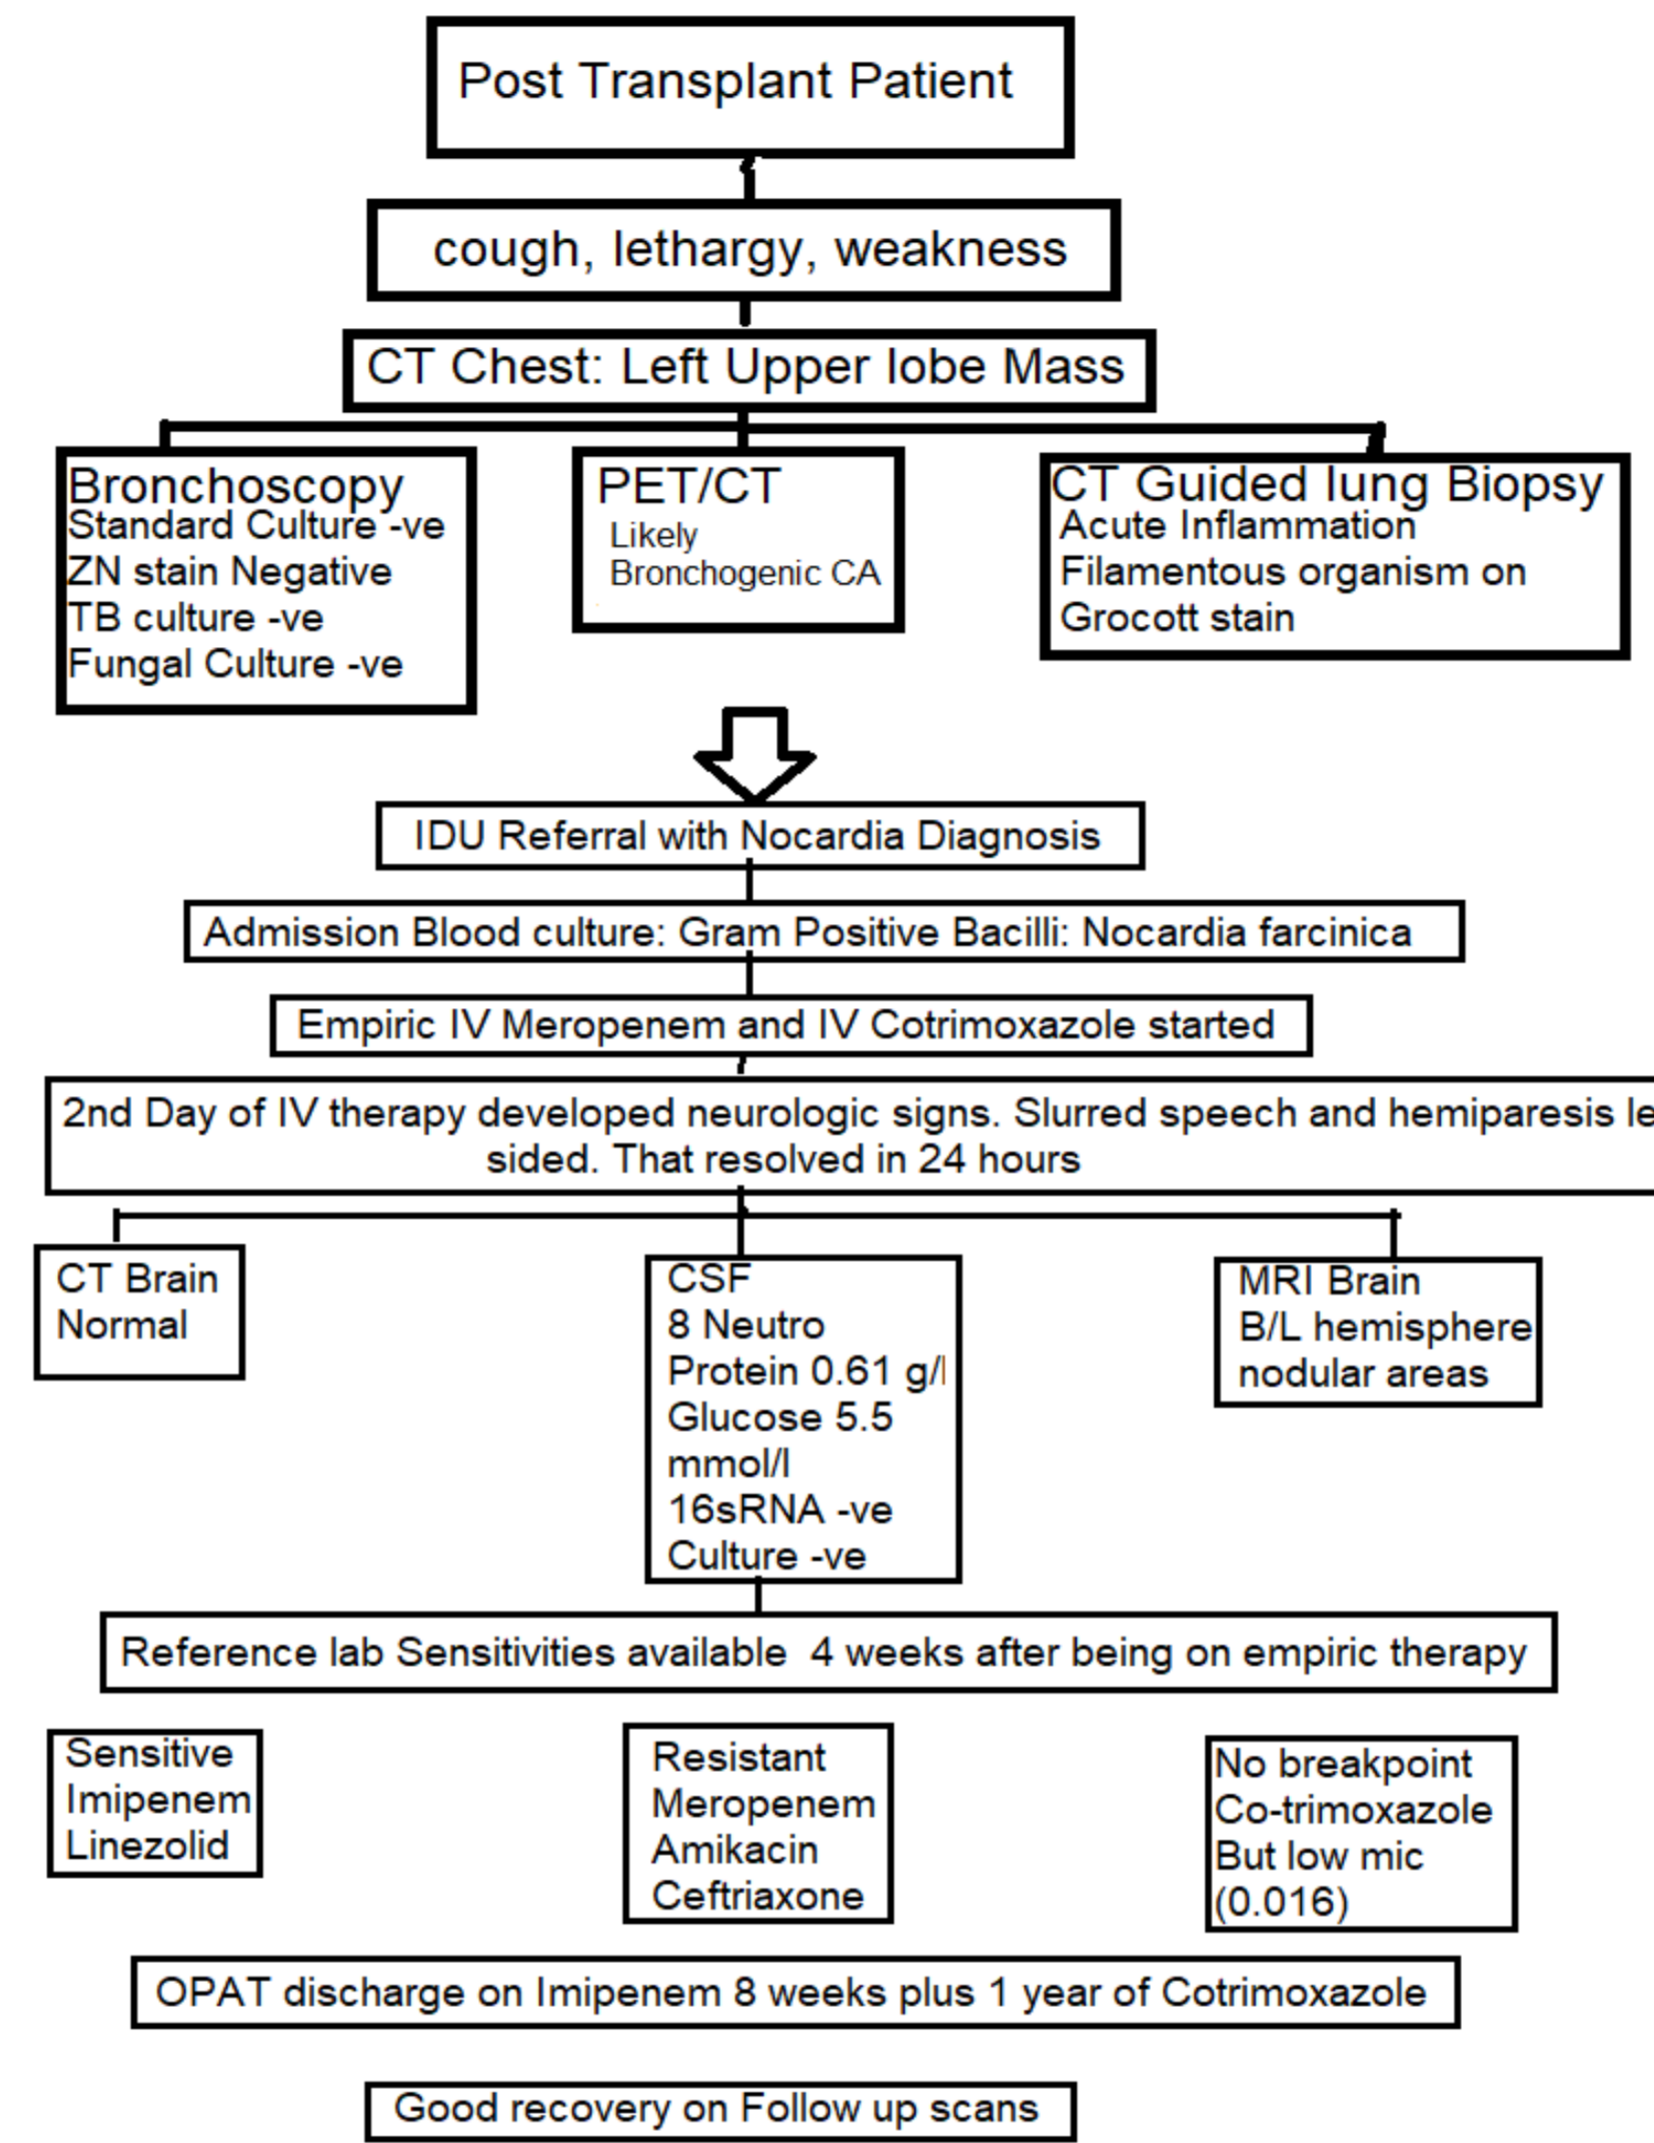 Post Transplant Patient
cough, lethargy, weakness
CT Chest: Left Upper lobe Mass
Bronchoscopy
Standard Culture -ve
ZN stain Negative
TB culture -ve
Fungal Culture -ve
PET/CT
Likely
Bronchogenic CA
CT Guided lung Biopsy
Acute Inflammation
Filamentous organism on
Grocott stain
IDU Referral with Nocardia Diagnosis
Admission Blood culture: Gram Positive Bacilli: Nocardia farcinica
Empiric IV Meropenem and IV Cotrimoxazole started
2nd Day of IV therapy developed neurologic signs. Slurred speech and hemiparesis le
sided. That resolved in 24 hours
CT Brain
Normal
CSF
8 Neutro
Protein 0.61 g/l
Glucose 5.5
mmol/l
16sRNA -ve
Culture -ve
MRI Brain
B/L hemisphere
nodular areas
Reference lab Sensitivities available 4 weeks after being on empiric therapy
Sensitive
Imipenem
Linezolid
Resistant
Meropenem
Amikacin
Ceftriaxone
No breakpoint
Co-trimoxazole
But low mic
(0.016)
OPAT discharge on Imipenem 8 weeks plus 1 year of Cotrimoxazole
Good recovery on Follow up scans